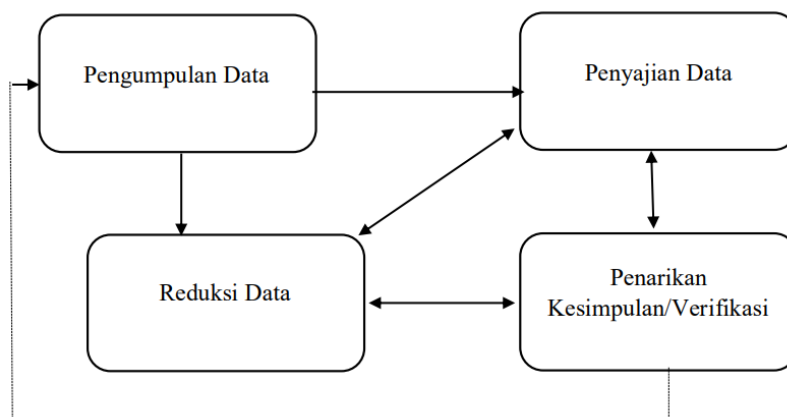 Pengumpulan Data
Penyajian Data
Reduksi Data
Penarikan
Kesimpulan/Verifikasi